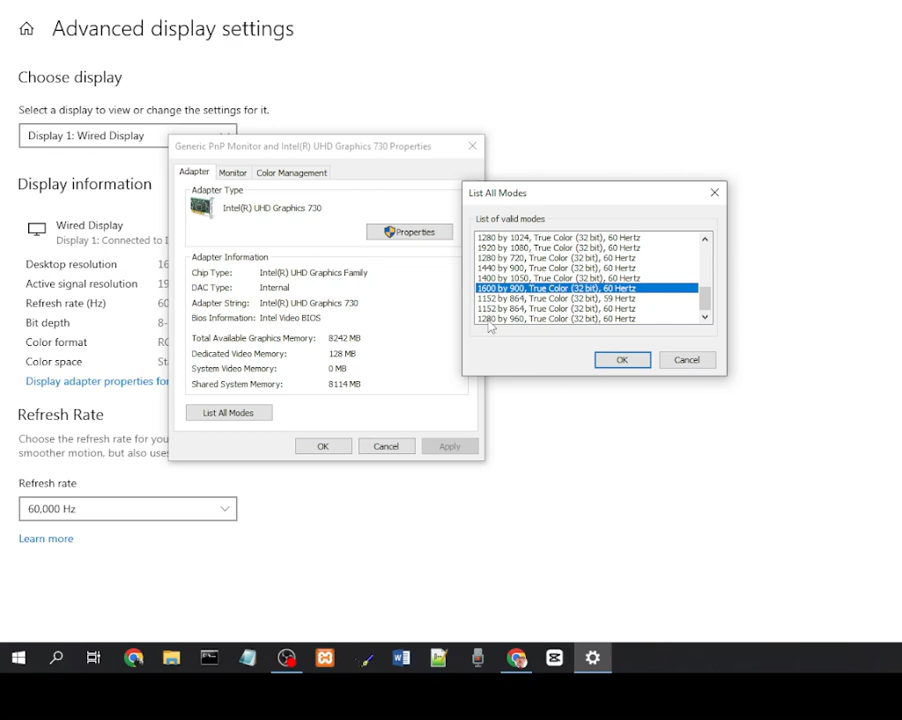 Advanced display settings
Choose display
Select a display to view or change the settings for it.
Display 1: Wired Display
Display information
Wired Display
Display 1: Connected to I
Desktop resolution 16
Active signal resolution 19
Refresh rate (Hz) 60
Bit depth 8-
Color format RG
Color space St
Display adapter properties for
Refresh Rate
Choose the refresh rate for you
smoother motion, but also uses
Refresh rate
60,000 Hz
Learn more
Generic PnP Monitor and Intel(R) UHD Graphics 730 Properties
Adapter Monitor Color Management
Adapter Type
Intel(R) UHD Graphics 730
Properties
Adapter Information
Chip Type: Intel(R) UHD Graphics Family
DAC Type: Internal
Adapter String: Intel(R) UHD Graphics 730
Bios Information: Intel Video BIOS
Total Available Graphics Memory: 8242 MB
Dedicated Video Memory: 128 MB
System Video Memory: 0 MB
Shared System Memory: 8114 MB
List All Modes
OK Cancel Apply
List All Modes
List of valid modes
1280 by 1024, True Color (32 bit), 60 Hertz
1920 by 1080, True Color (32 bit), 60 Hertz
1280 by 720, True Color (32 bit), 60 Hertz
1440 by 900, True Color (32 bit), 60 Hertz
1400 by 1050, True Color (32 bit), 60 Hertz
1600 by 900, True Color (32 bit), 60 Hertz
1152 by 864, True Color (32 bit), 59 Hertz
1152 by 864, True Color (32 bit), 60 Hertz
1280 by 960, True Color (32 bit), 60 Hertz
OK Cancel